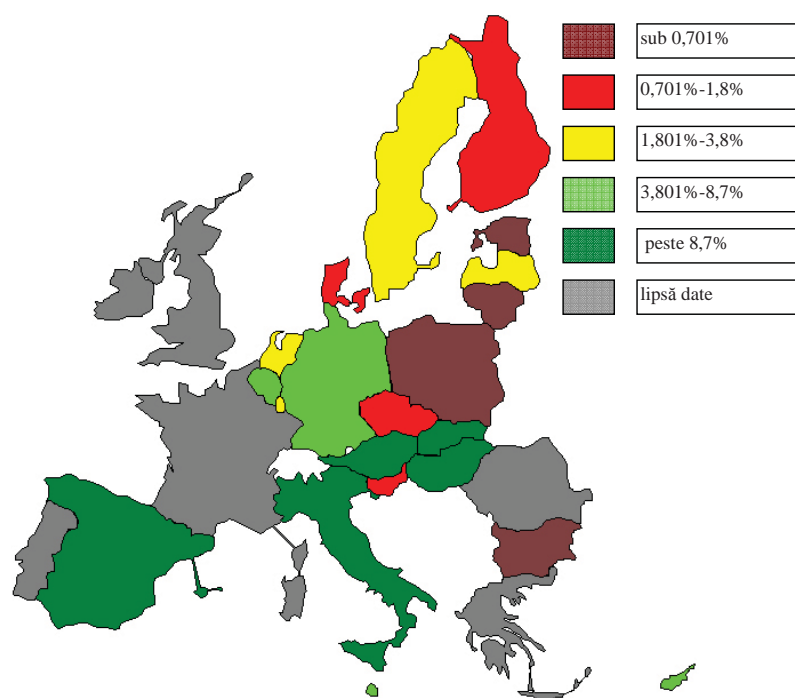 sub 0,701%
0,701%-1,8%
1,801%-3,8%
3,801%-8,7%
peste 8,7%
lipsă date